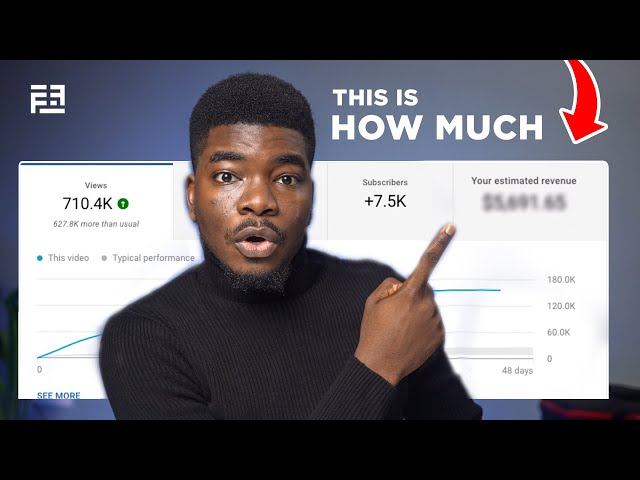 THIS IS
HOW MUCH
Views
710.4K
627.8K more than usual
Subscribers
+7.5K
Your estimated revenue
This video
Typical performance
180.0K
120.0K
60.0K
0
0
48 days
SEE MORE